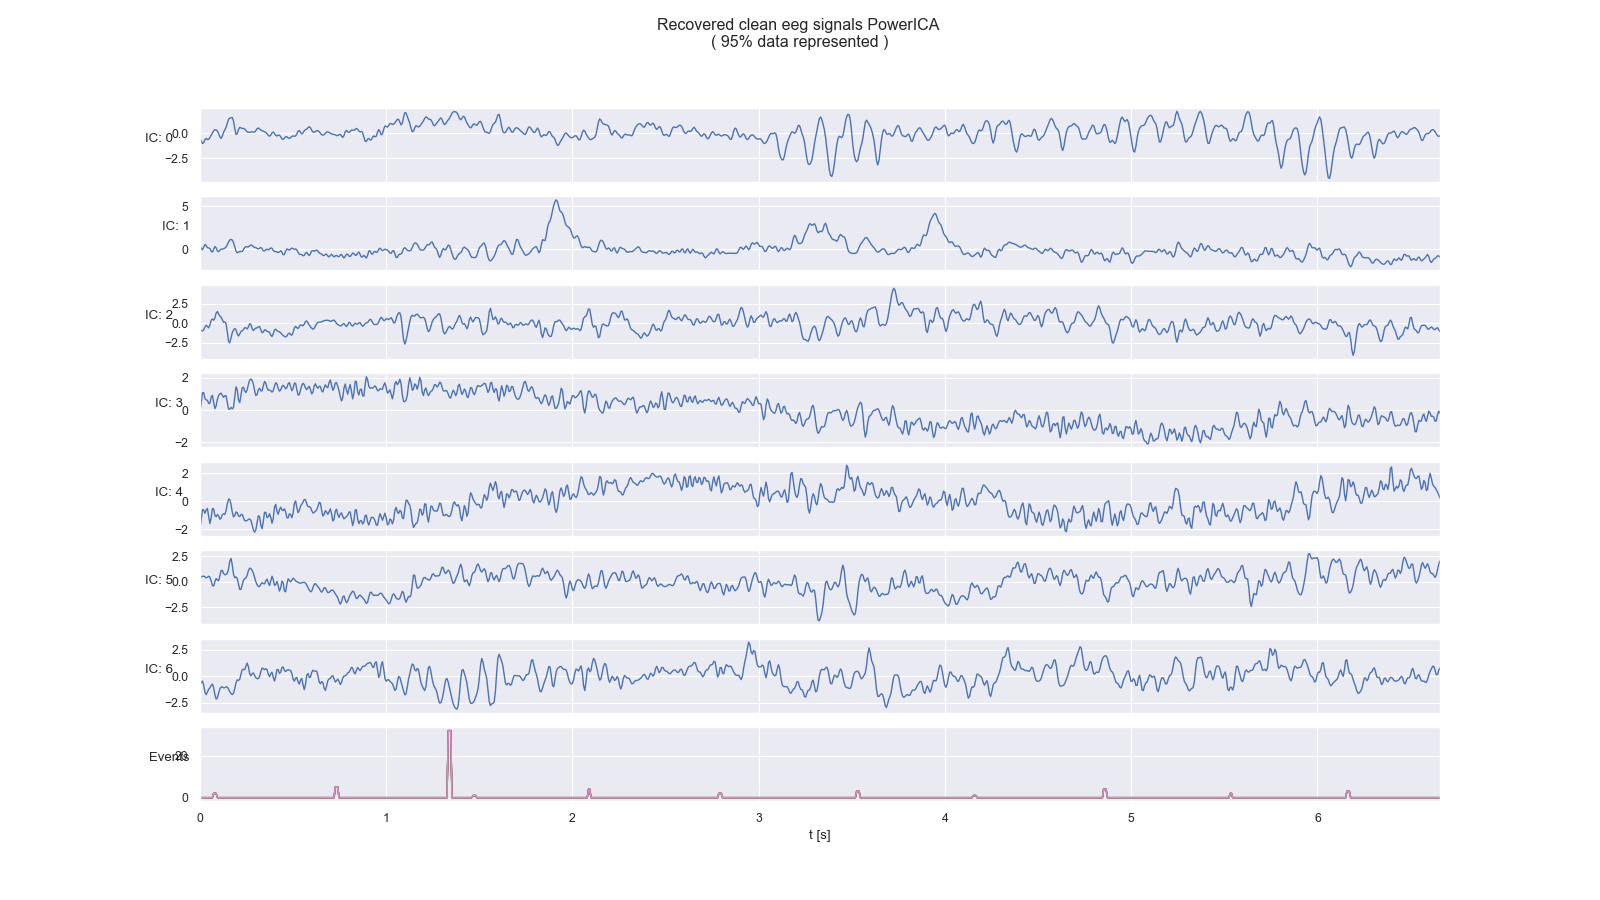 Recovered clean eeg signals PowerICA
( 95% data represented )
IC: 0
0.0
−2.5
5
IC: 1
0
2.5
IC: 2
0.0
−2.5
2
IC: 3
0
−2
2
IC: 4
0
−2
2.5
IC: 5
0.0
−2.5
2.5
IC: 6
0.0
−2.5
Events
20
0
0 1 2 3 4 5 6
t [s]